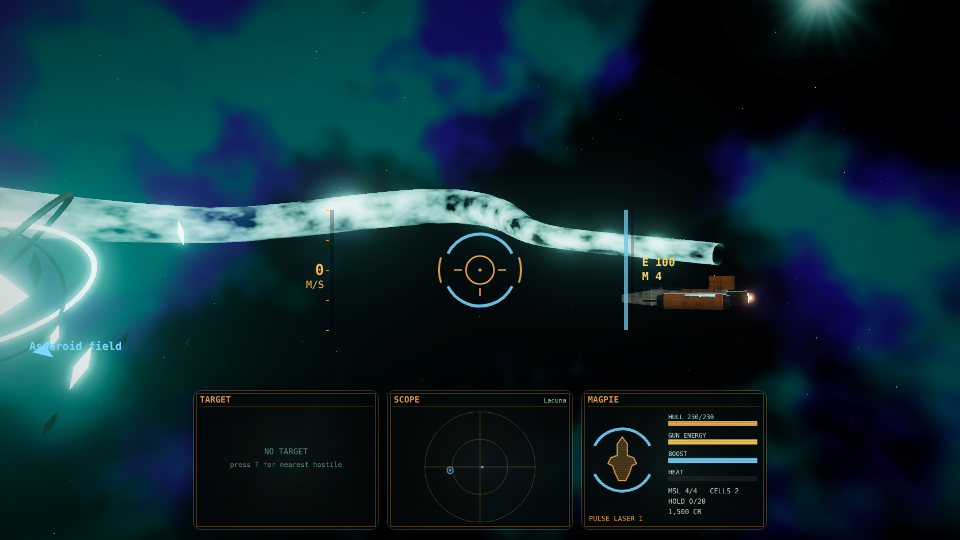 E 100
M 4
0
M/S
Asteroid field
TARGET
NO TARGET
press T for nearest hostile
SCOPE
Lacuna
MAGPIE
HULL 230/230
GUN ENERGY
BOOST
HEAT
MSL 4/4 CELLS 2
HOLD 0/20
1,500 CR
PULSE LASER I